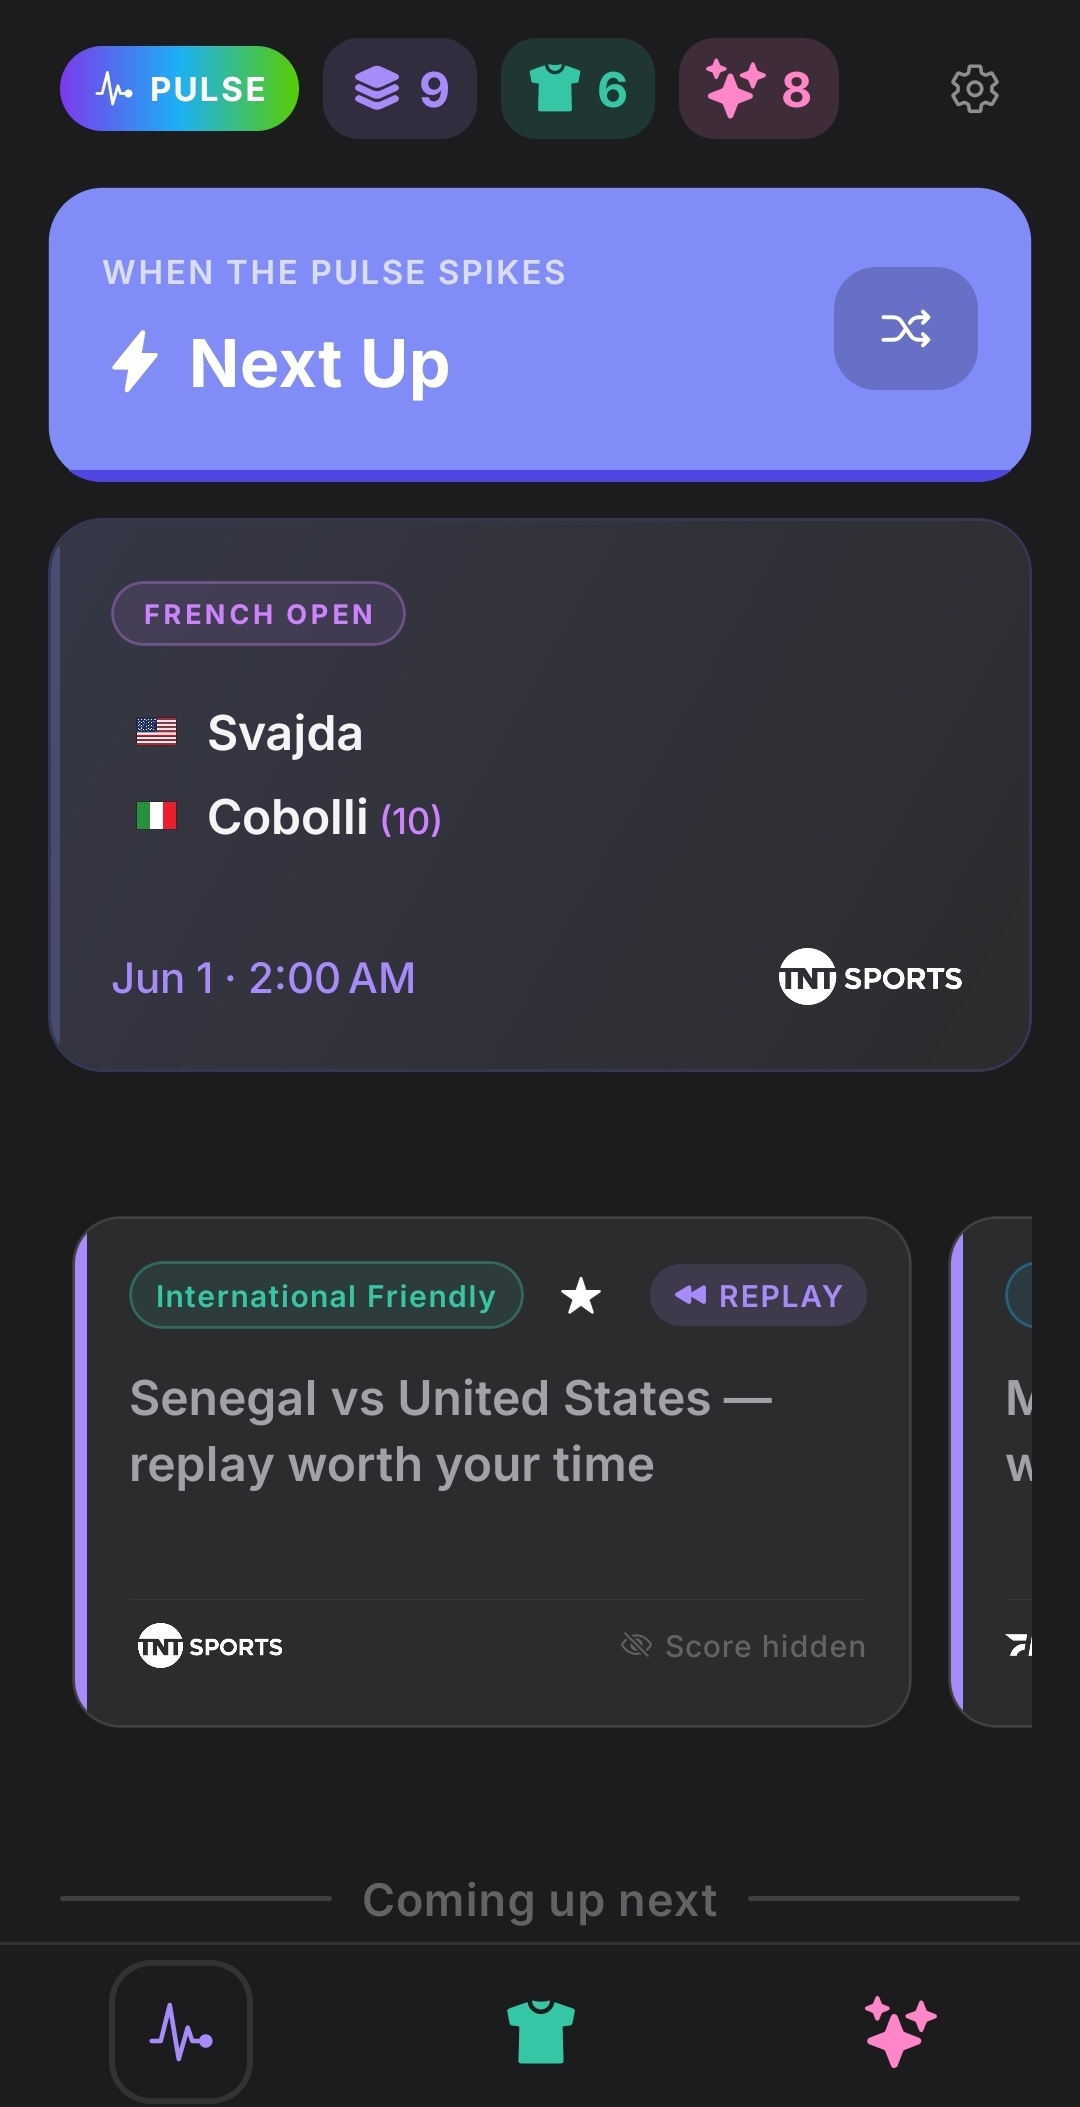 PULSE
9
6
8
WHEN THE PULSE SPIKES
Next Up
FRENCH OPEN
Svajda
Cobolli (10)
Jun 1 · 2:00 AM
TNT SPORTS
International Friendly
REPLAY
Senegal vs United States —
replay worth your time
TNT SPORTS
Score hidden
Coming up next